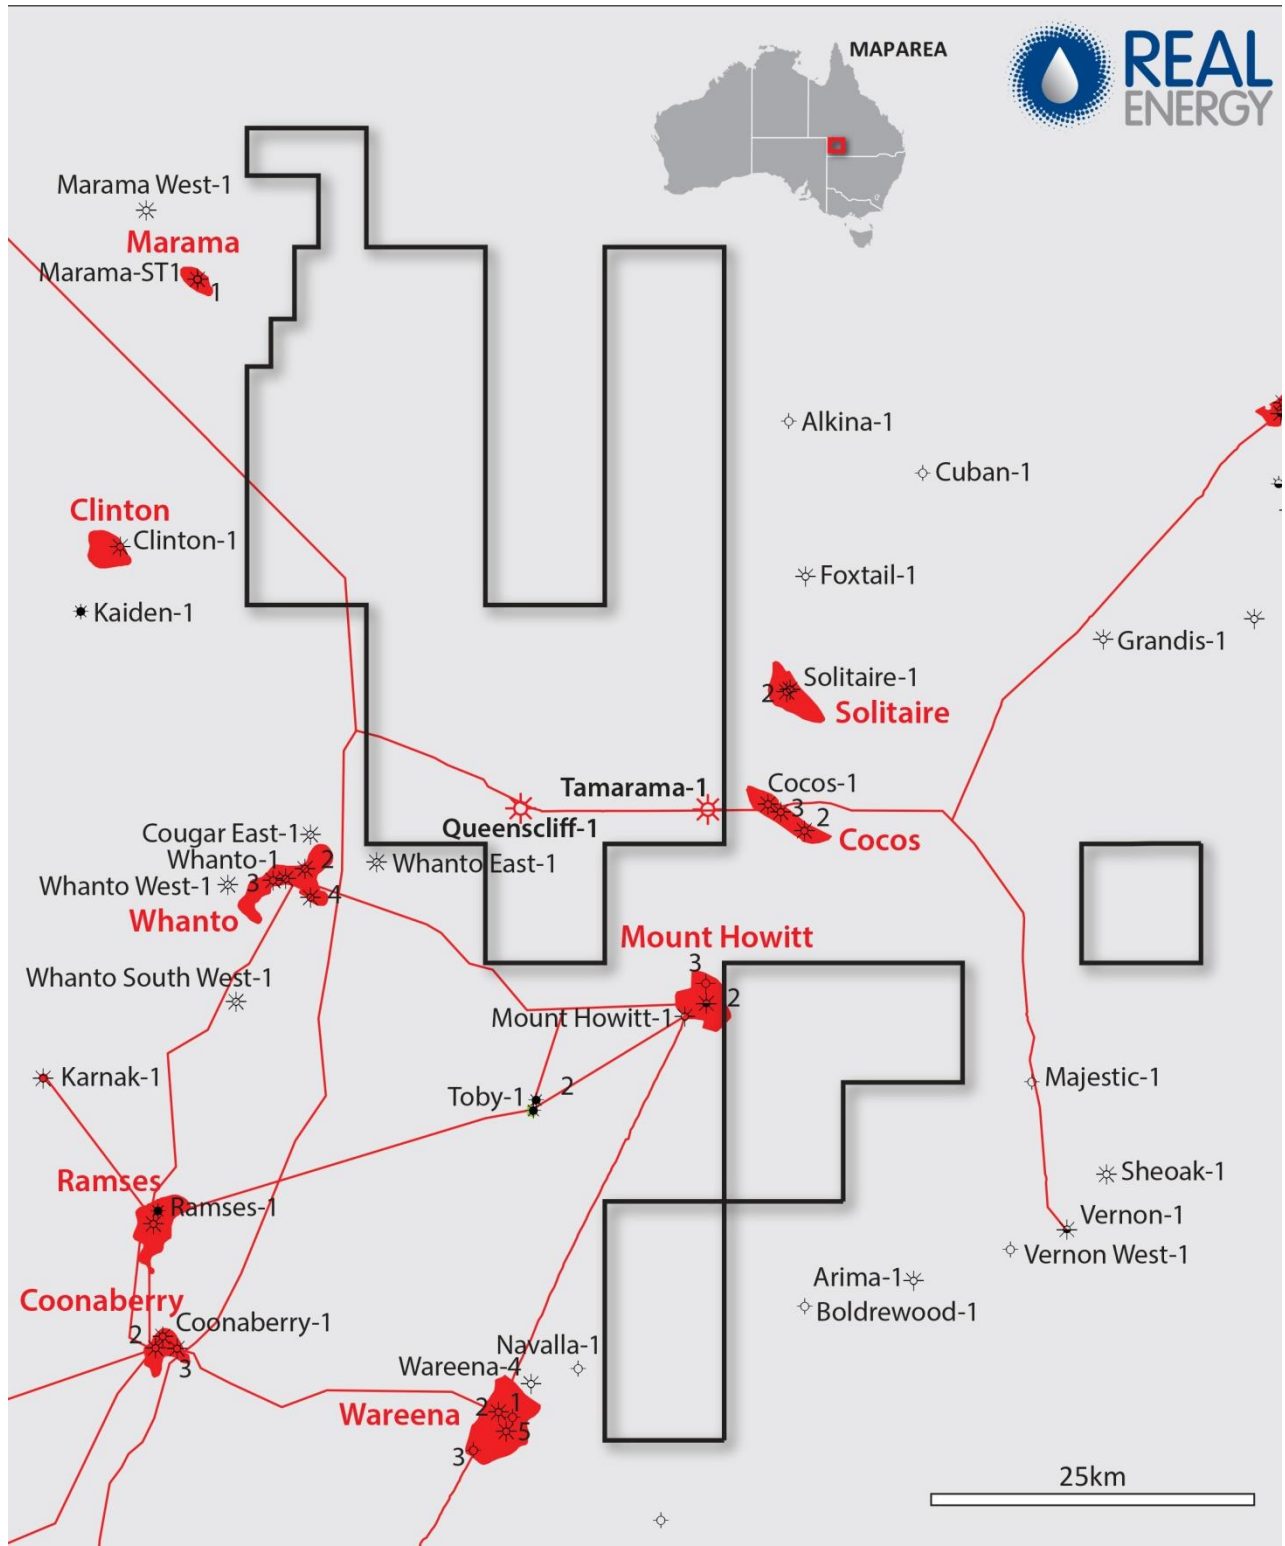 MAPAREA
REAL
ENERGY
Marama West-1
Marama
Marama-ST1
1
Alkina-1
Cuban-1
Clinton
Clinton-1
Foxtail-1
Kaiden-1
Grandis-1
Solitaire-1
2
Solitaire
Tamarama-1
Cocos-1
3
2
Queenscliff-1
Cocos
Cougar East-1
Whanto-1
2
Whanto East-1
Whanto West-1
3
4
Whanto
Mount Howitt
3
Whanto South West-1
2
Mount Howitt-1
Karnak-1
Majestic-1
Toby-1
2
Ramses
Ramses-1
Sheoak-1
Vernon-1
Vernon West-1
Arima-1
Coonaberry
Boldrewood-1
Coonaberry-1
2
3
Navalla-1
Wareena-4
2
1
Wareena
5
3
25km